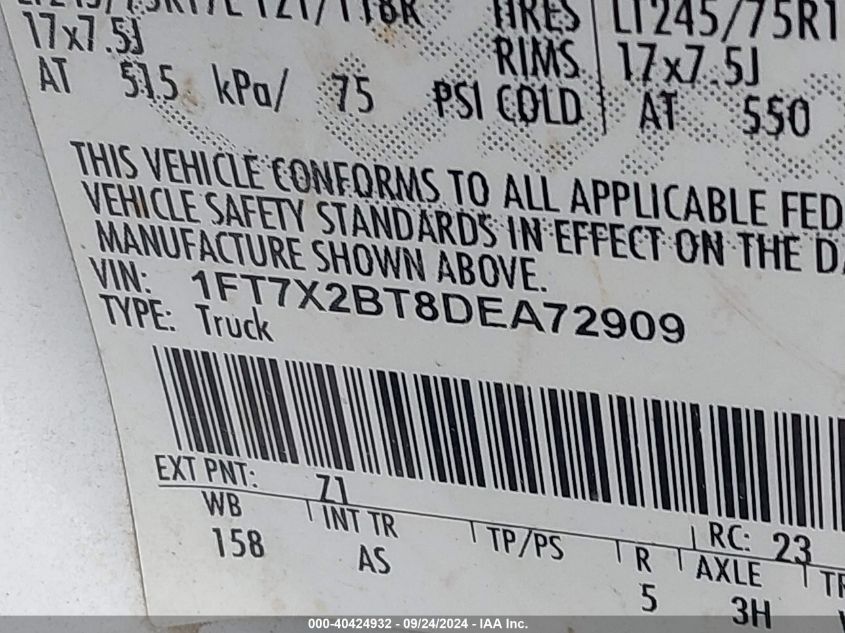 17x7.5J
AT 515 kPa/ 75 PSI COLD
TIRES LT245/75R1
RIMS 17x7.5J
AT 550
THIS VEHICLE CONFORMS TO ALL APPLICABLE FED
VEHICLE SAFETY STANDARDS IN EFFECT ON THE DA
MANUFACTURE SHOWN ABOVE.
VIN: 1FT7X2BT8DEA72909
TYPE: Truck
EXT PNT: Z1 RC: 23
WB INT TR TP/PS R AXLE TR
158 AS 5 3H
000-40424932 - 09/24/2024 - IAA Inc.